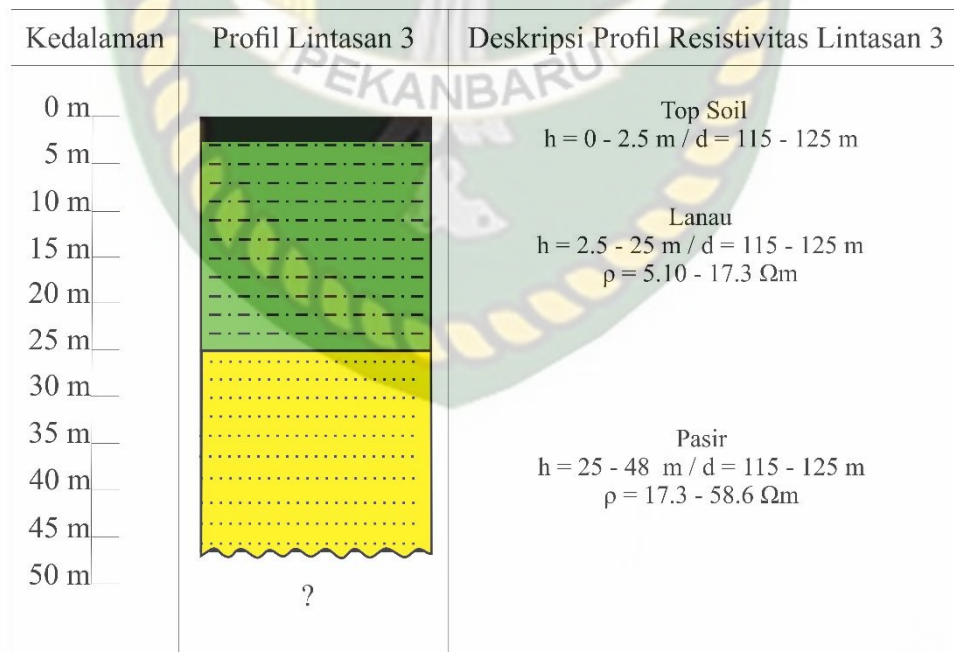 Kedalaman
Profil Lintasan 3
Deskripsi Profil Resistivitas Lintasan 3
PEKANBARU
0 m
5 m
10 m
15 m
20 m
25 m
30 m
35 m
40 m
45 m
50 m
?
Top Soil
h = 0 - 2.5 m / d = 115 - 125 m
Lanau
h = 2.5 - 25 m / d = 115 - 125 m
ρ = 5.10 - 17.3 Ωm
Pasir
h = 25 - 48 m / d = 115 - 125 m
ρ = 17.3 - 58.6 Ωm